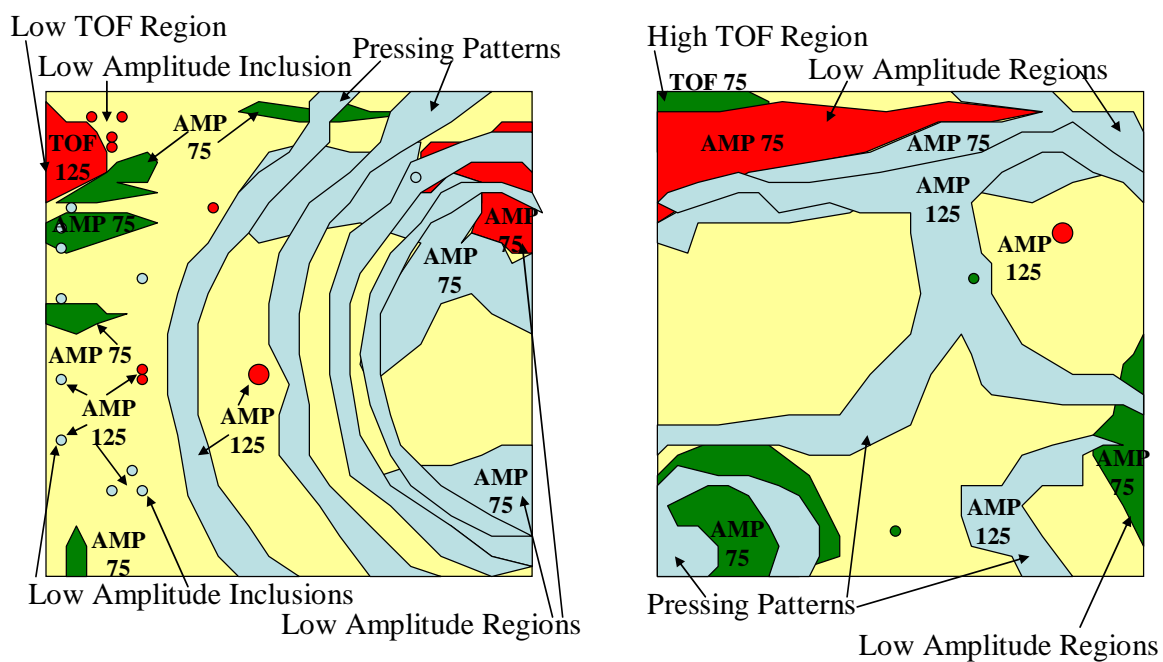 Low TOF Region
Low Amplitude Inclusion
Pressing Patterns
TOF
125
AMP
75
AMP 75
AMP
75
AMP
75
AMP 75
AMP
125
AMP
125
AMP
75
AMP
75
Low Amplitude Inclusions
Low Amplitude Regions
High TOF Region
Low Amplitude Regions
TOF 75
AMP 75
AMP 75
AMP
125
AMP
125
AMP
75
AMP
125
AMP
75
Pressing Patterns
Low Amplitude Regions